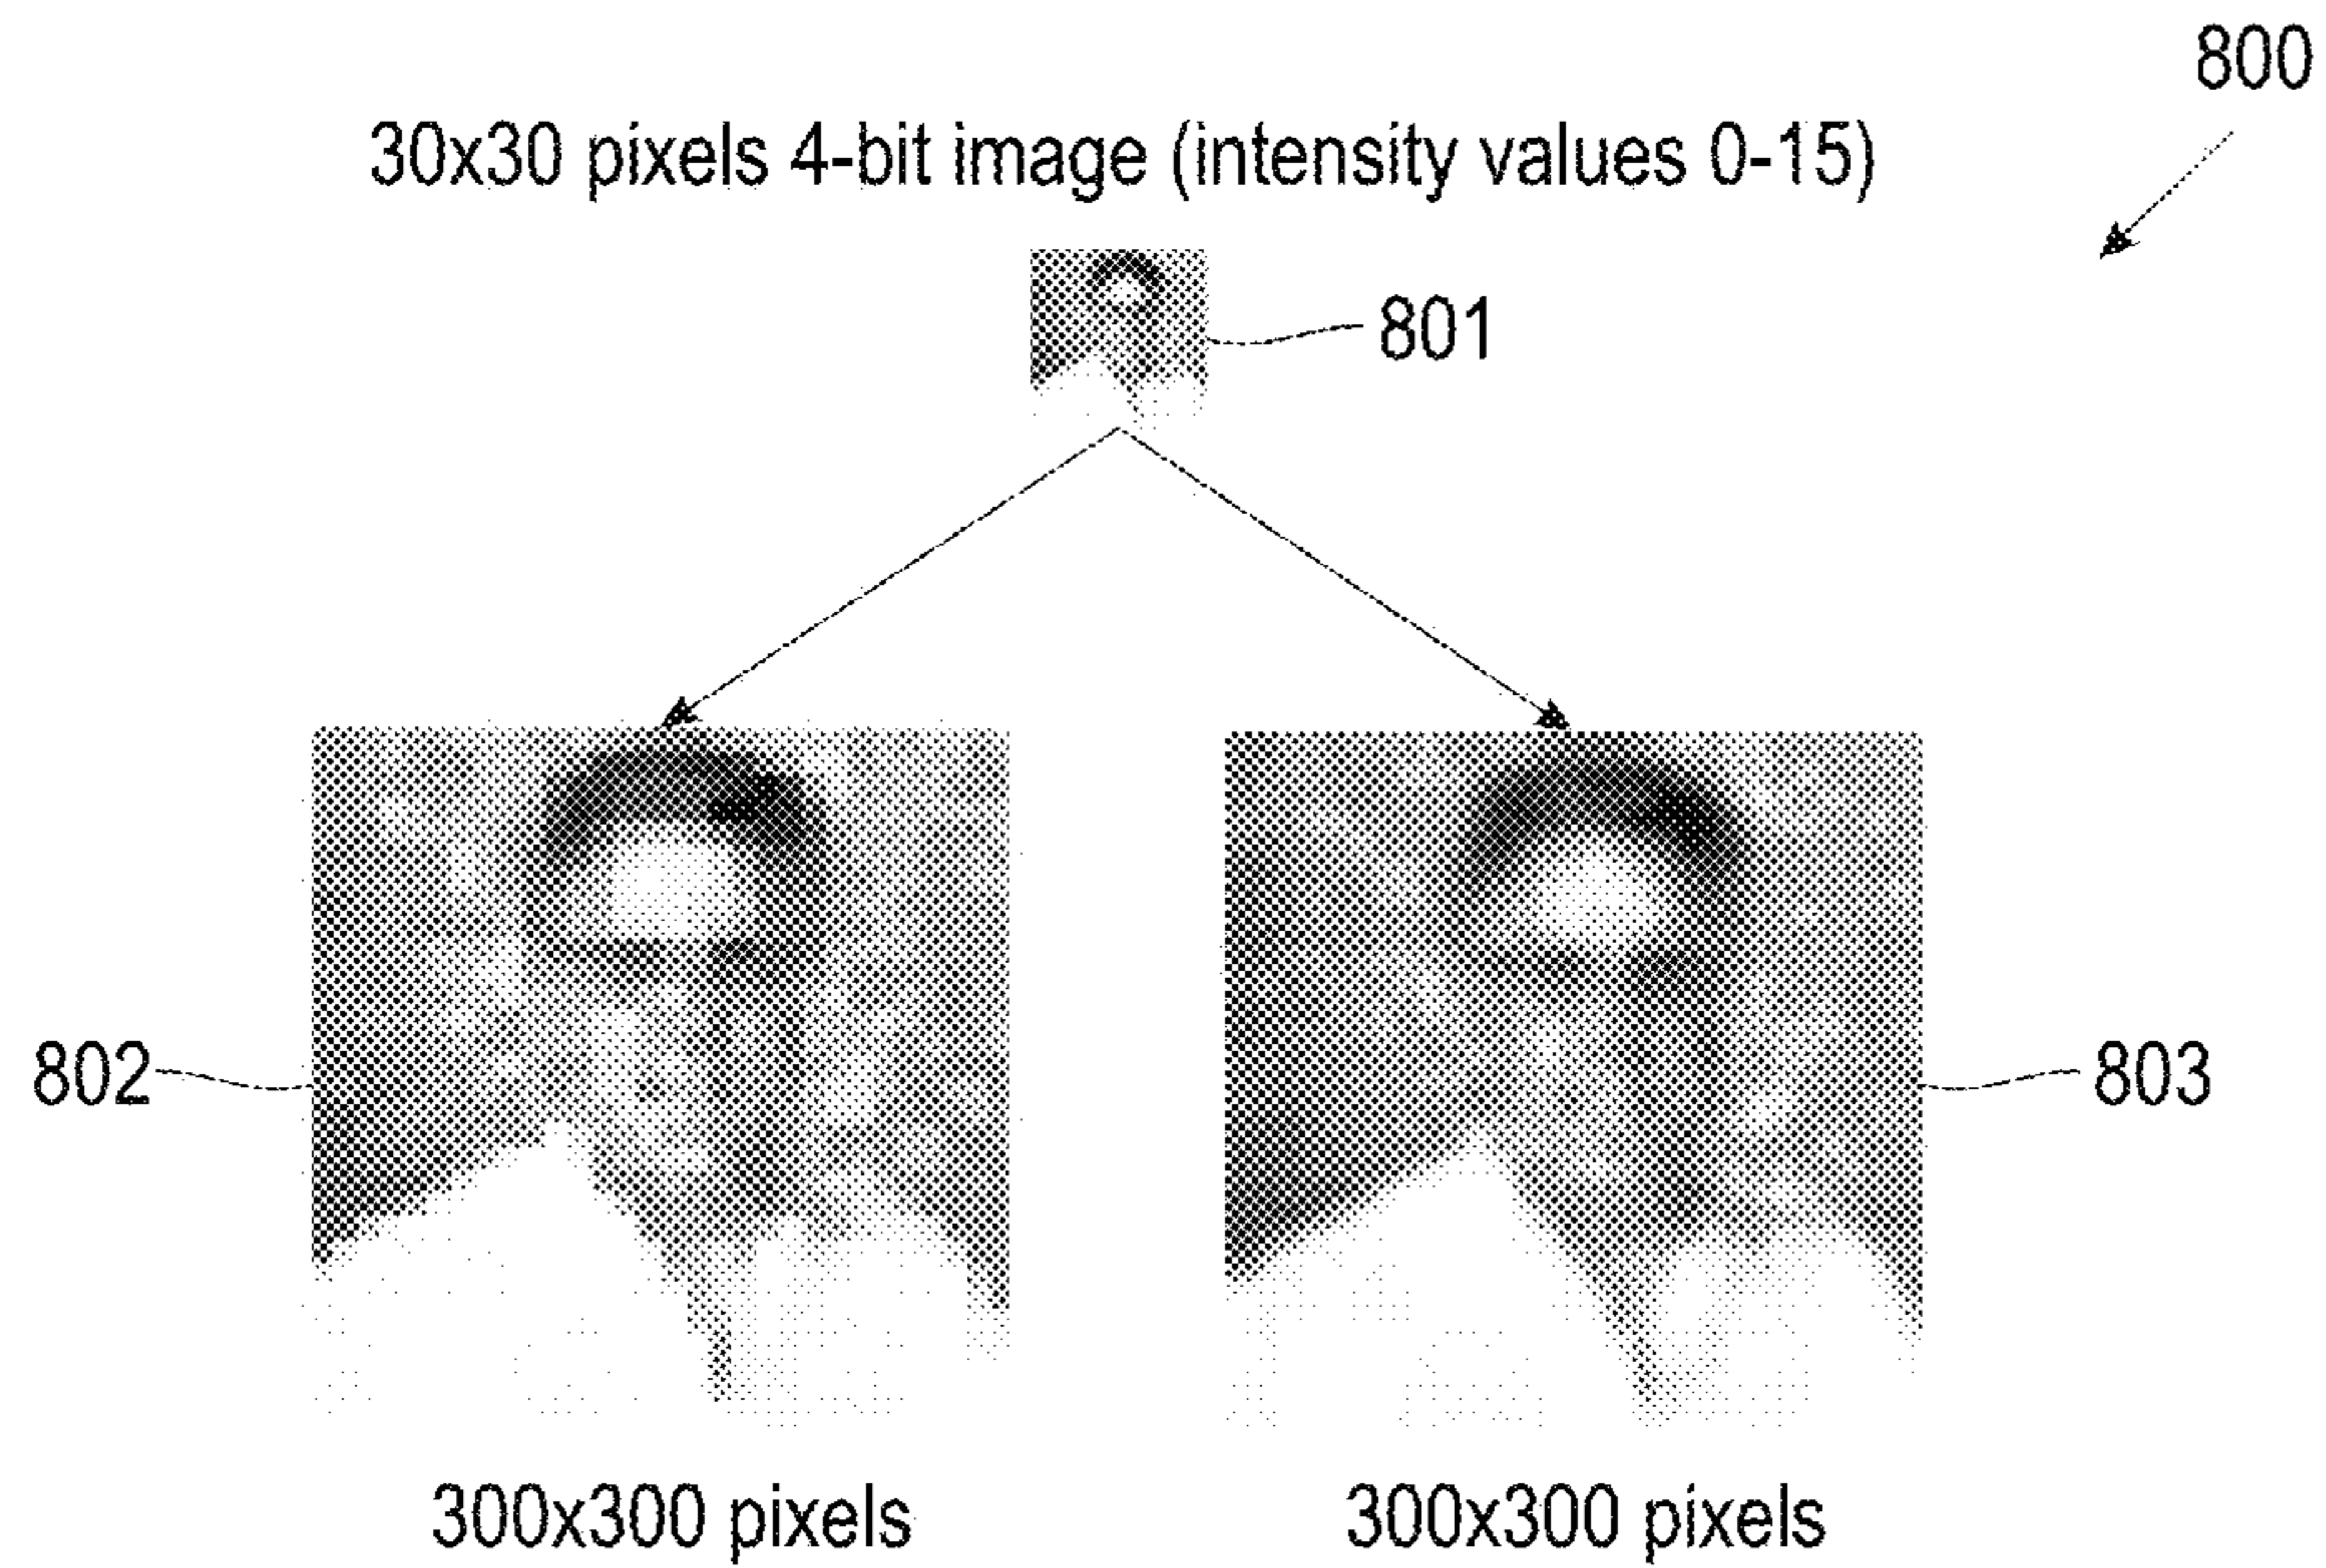 800
30x30 pixels 4-bit image (intensity values 0-15)
801
802
803
300x300 pixels
300x300 pixels